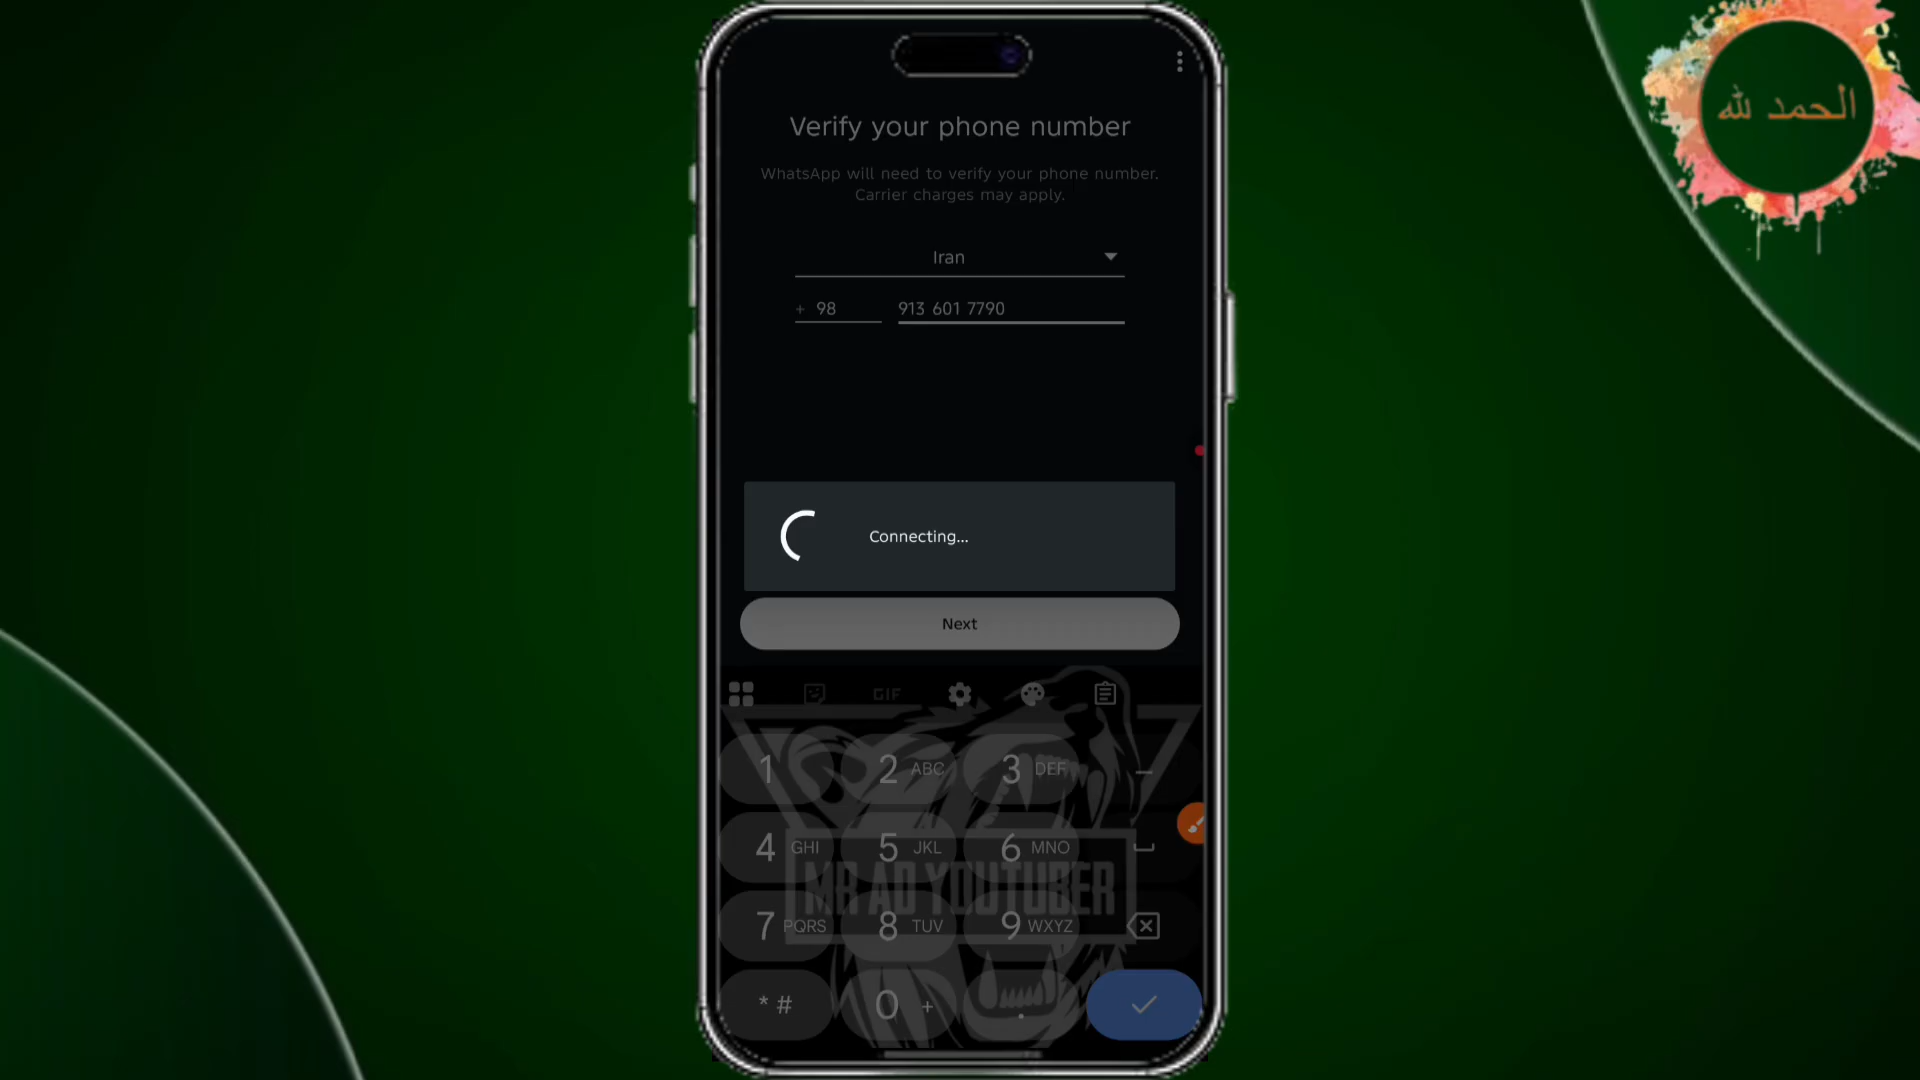 الحمد لله
Verify your phone number
WhatsApp will need to verify your phone number.
Carrier charges may apply.
Iran
+ 98 913 601 7790
Connecting...
Next
GIF
1 2 ABC 3 DEF –
4 GHI 5 JKL 6 MNO
MR AD YOUTUBER
7 PQRS 8 TUV 9 WXYZ
* # 0 + .